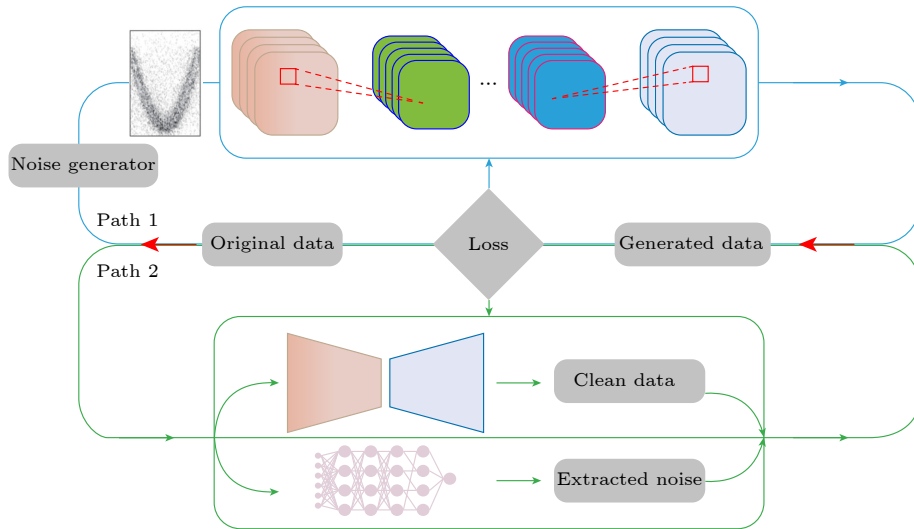 ...
Noise generator
Path 1
Original data
Loss
Generated data
Path 2
Clean data
Extracted noise